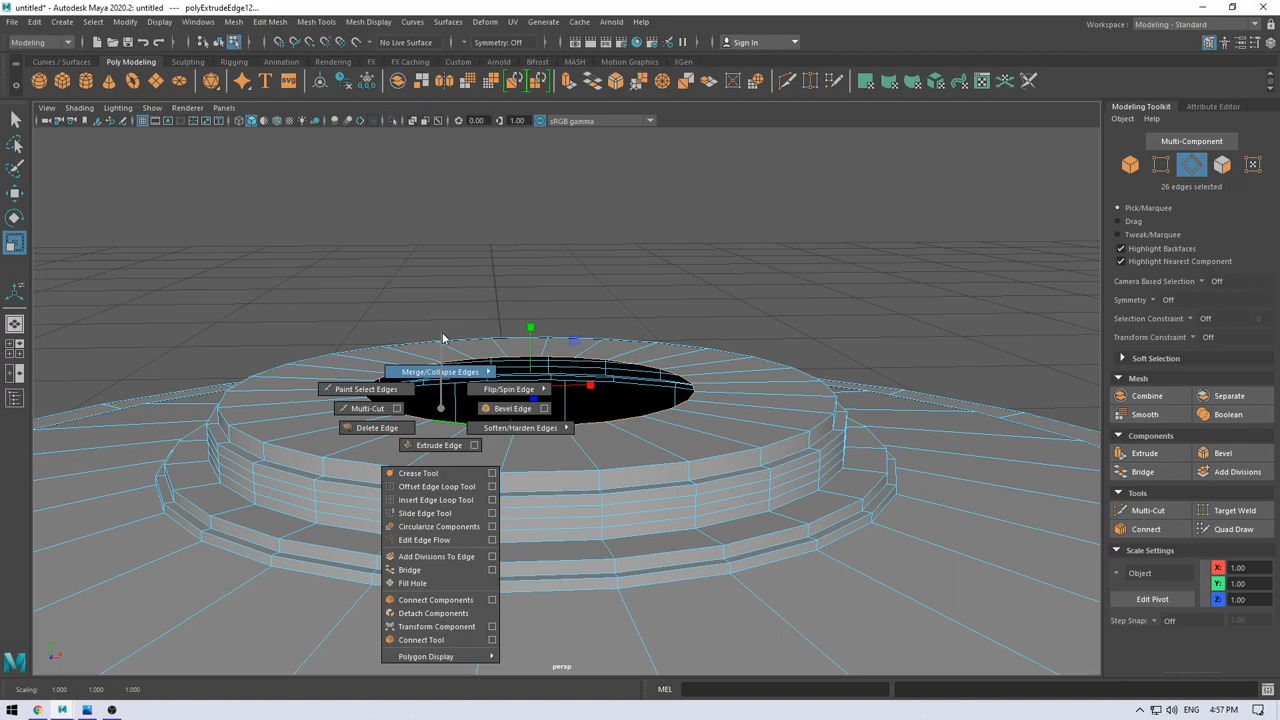 untitled* - Autodesk Maya 2020.2: untitled --- polyExtrudeEdge12...
File Edit Create Select Modify Display Windows Mesh Edit Mesh Mesh Tools Mesh Display Curves Surfaces Deform UV Generate Cache Arnold Help
Workspace : Modeling - Standard
Modeling No Live Surface Symmetry: Off Sign In
Curves / Surfaces Poly Modeling Sculpting Rigging Animation Rendering FX FX Caching Custom Arnold Bifrost MASH Motion Graphics XGen
View Shading Lighting Show Renderer Panels
0.00 1.00 sRGB gamma
Modeling Toolkit Attribute Editor
Object Help
Multi-Component
26 edges selected
Pick/Marquee
Drag
Tweak/Marquee
Highlight Backfaces
Highlight Nearest Component
Camera Based Selection Off
Symmetry Off
Selection Constraint Off 0
Transform Constraint Off
Soft Selection
Mesh
Combine Separate
Smooth Boolean
Components
Extrude Bevel
Bridge Add Divisions
Tools
Multi-Cut Target Weld
Connect Quad Draw
Scale Settings
Object X: 1.00
Y: 1.00
Edit Pivot Z: 1.00
Step Snap: Off 1.00
Merge/Collapse Edges
Paint Select Edges Flip/Spin Edge
Multi-Cut Bevel Edge
Delete Edge Soften/Harden Edges
Extrude Edge
Crease Tool
Offset Edge Loop Tool
Insert Edge Loop Tool
Slide Edge Tool
Circularize Components
Edit Edge Flow
Add Divisions To Edge
Bridge
Fill Hole
Connect Components
Detach Components
Transform Component
Connect Tool
Polygon Display
persp
Scaling: 1.000 1.000 1.000 MEL
ENG 4:57 PM